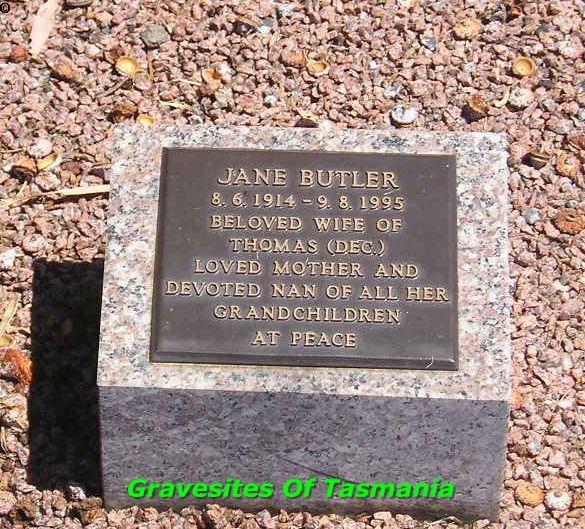 ©
JANE BUTLER
8. 6. 1914 - 9. 8. 1995
BELOVED WIFE OF
THOMAS (DEC.)
LOVED MOTHER AND
DEVOTED NAN OF ALL HER
GRANDCHILDREN
AT PEACE
Gravesites Of Tasmania